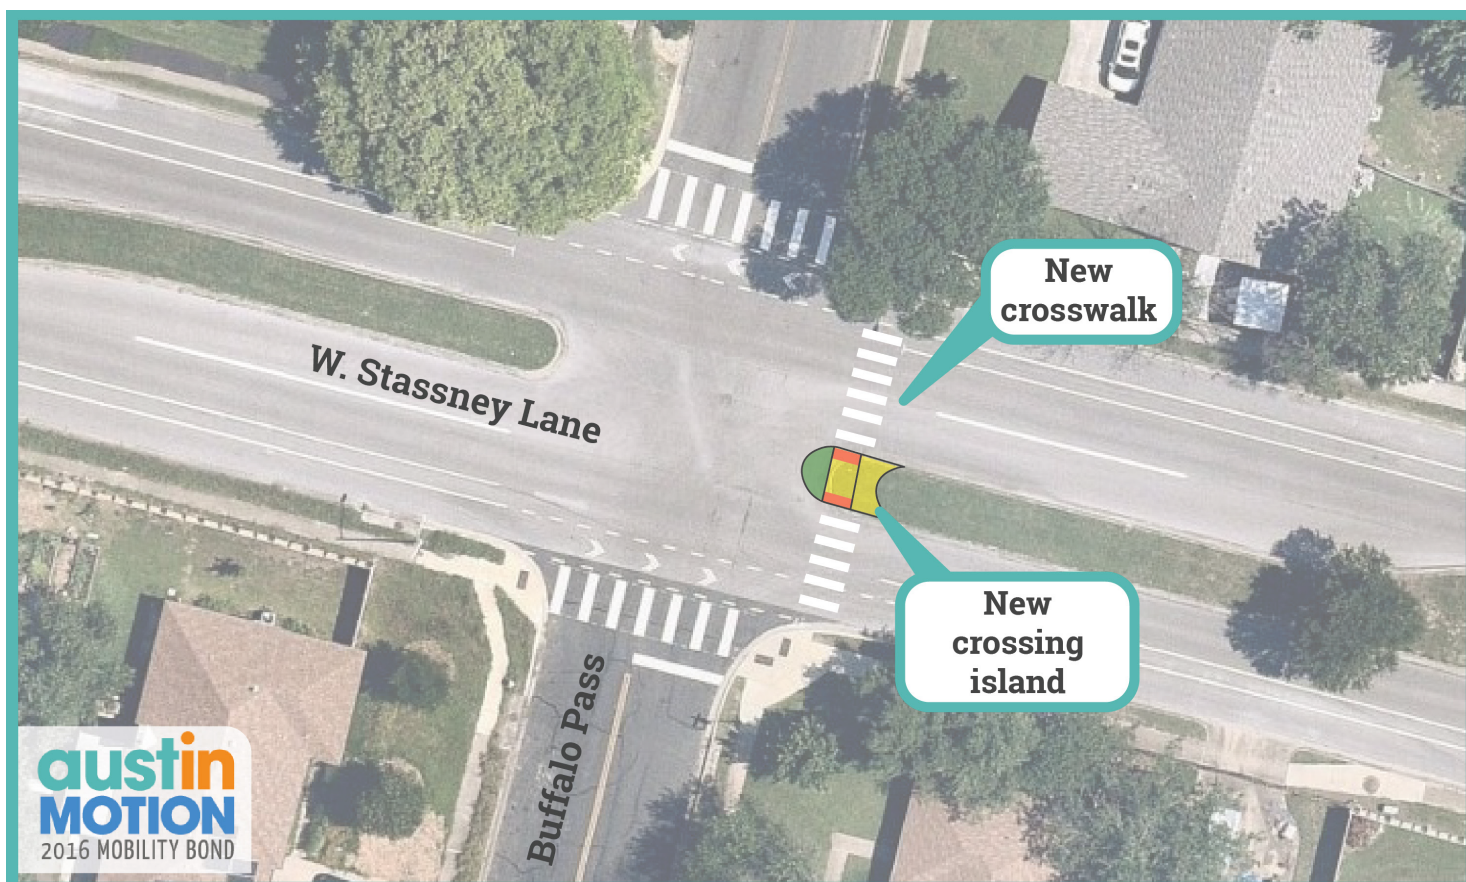 New
crosswalk
W. Stassney Lane
New
crossing
island
Buffalo Pass
austin
MOTION
2016 MOBILITY BOND